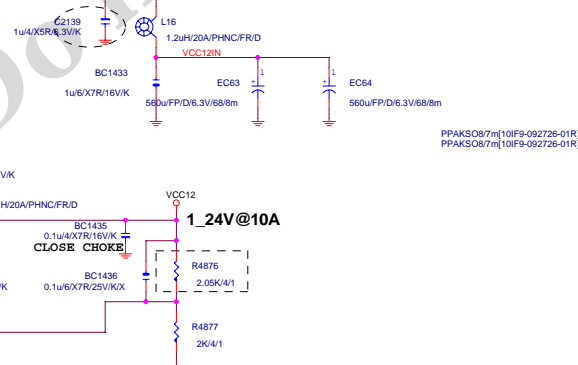 C2139
1u/4/X5R/6.3V/K
L16
1.2uH/20A/PHNC/FR/D
VCC12IN
BC1433
1u/6/X7R/16V/K
1
EC63
560u/FP/D/6.3V/68/8m
1
EC64
560u/FP/D/6.3V/68/8m
PPAKSO8/7m[10IF9-092726-01R]
PPAKSO8/7m[10IF9-092726-01R]
V/K
H/20A/PHNC/FR/D
VCC12
1_24V@10A
BC1435
0.1u/4/X7R/16V/K
CLOSE CHOKE
R4876
2.05K/4/1
BC1436
0.1u/6/X7R/25V/K/X
/K
R4877
2K/4/1